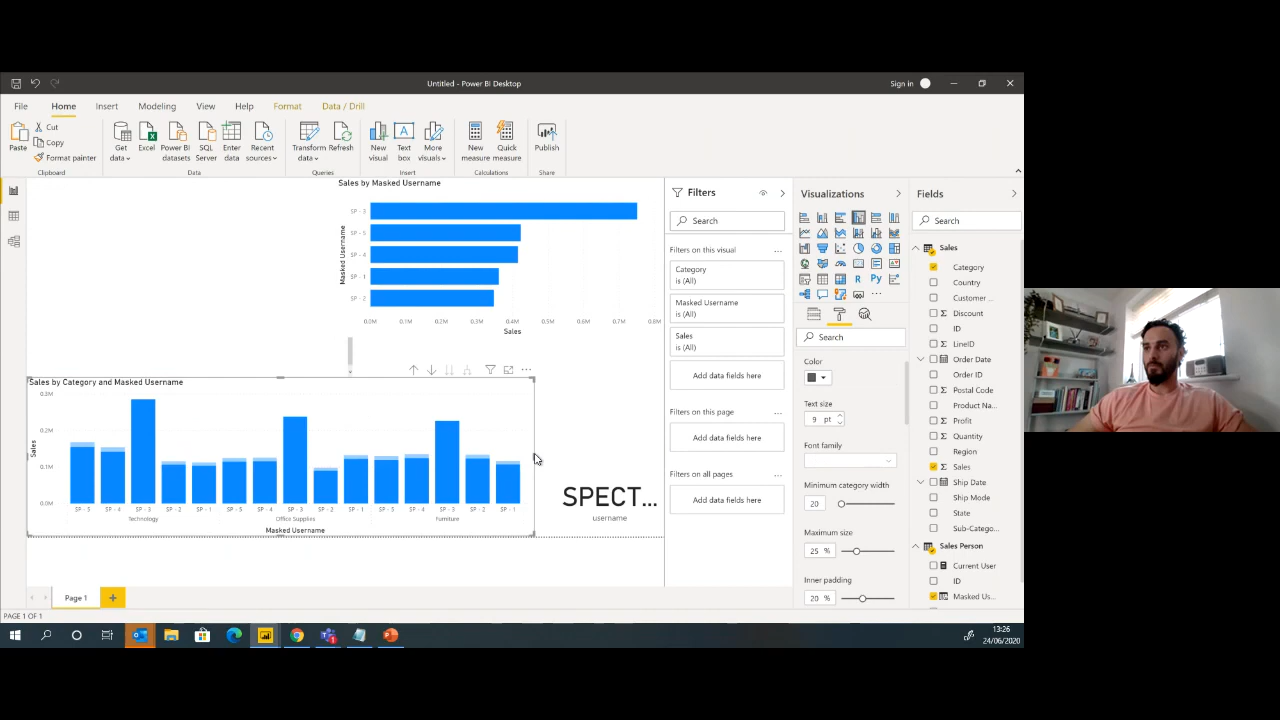 Untitled - Power BI Desktop
Sign in
File Home Insert Modeling View Help Format Data / Drill
Paste
Cut
Copy
Format painter
Get data
Excel
Power BI datasets
SQL Server
Enter data
Recent sources
Transform data
Refresh
New visual
Text box
More visuals
New measure
Quick measure
Publish
Clipboard Data Queries Insert Calculations Share
Sales by Masked Username
Masked Username
SP - 3
SP - 5
SP - 4
SP - 1
SP - 2
0.0M 0.1M 0.2M 0.3M 0.4M 0.5M 0.6M 0.7M 0.8M
Sales
Sales by Category and Masked Username
Sales
0.3M
0.2M
0.1M
0.0M
SP - 5 SP - 4 SP - 3 SP - 2 SP - 1 SP - 5 SP - 4 SP - 3 SP - 2 SP - 1 SP - 5 SP - 4 SP - 3 SP - 2 SP - 1
Technology Office Supplies Furniture
Masked Username
SPECT...
username
Filters
Search
Filters on this visual ...
Category
is (All)
Masked Username
is (All)
Sales
is (All)
Add data fields here
Filters on this page ...
Add data fields here
Filters on all pages ...
Add data fields here
Visualizations
R Py
Search
Color
Text size
9 pt
Font family
Minimum category width
20
Maximum size
25 %
Inner padding
20 %
Fields
Search
Sales
Category
Country
Customer ...
Discount
ID
LineID
Order Date
Order ID
Postal Code
Product Na...
Profit
Quantity
Region
Sales
Ship Date
Ship Mode
State
Sub-Catego...
Sales Person
Current User
ID
Masked Us...
Page 1
PAGE 1 OF 1
13:26
24/06/2020